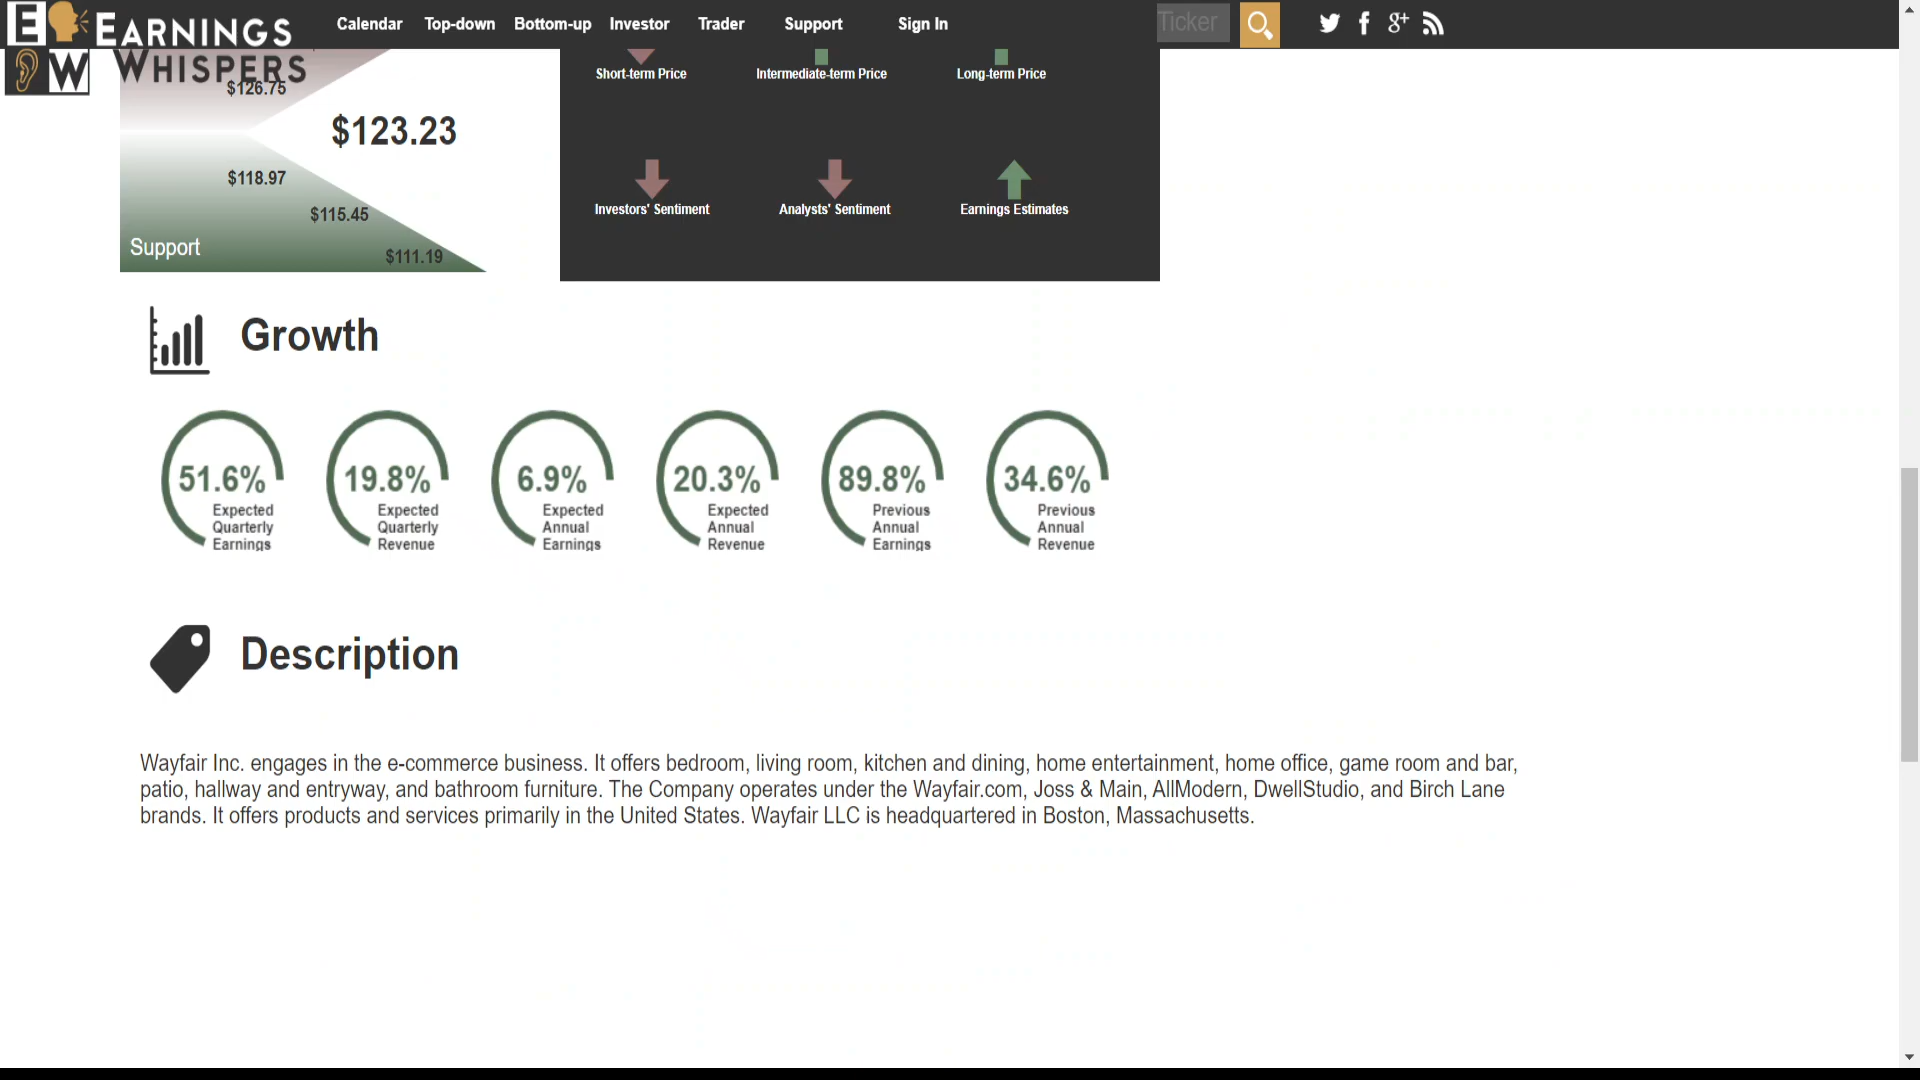 E EARNINGS
W WHISPERS
Calendar Top-down Bottom-up Investor Trader Support Sign In
Ticker
$126.75
$123.23
$118.97
$115.45
Support
$111.19
Short-term Price
Intermediate-term Price
Long-term Price
Investors' Sentiment
Analysts' Sentiment
Earnings Estimates
Growth
51.6%
Expected
Quarterly
Earnings
19.8%
Expected
Quarterly
Revenue
6.9%
Expected
Annual
Earnings
20.3%
Expected
Annual
Revenue
89.8%
Previous
Annual
Earnings
34.6%
Previous
Annual
Revenue
Description
Wayfair Inc. engages in the e-commerce business. It offers bedroom, living room, kitchen and dining, home entertainment, home office, game room and bar,
patio, hallway and entryway, and bathroom furniture. The Company operates under the Wayfair.com, Joss & Main, AllModern, DwellStudio, and Birch Lane
brands. It offers products and services primarily in the United States. Wayfair LLC is headquartered in Boston, Massachusetts.